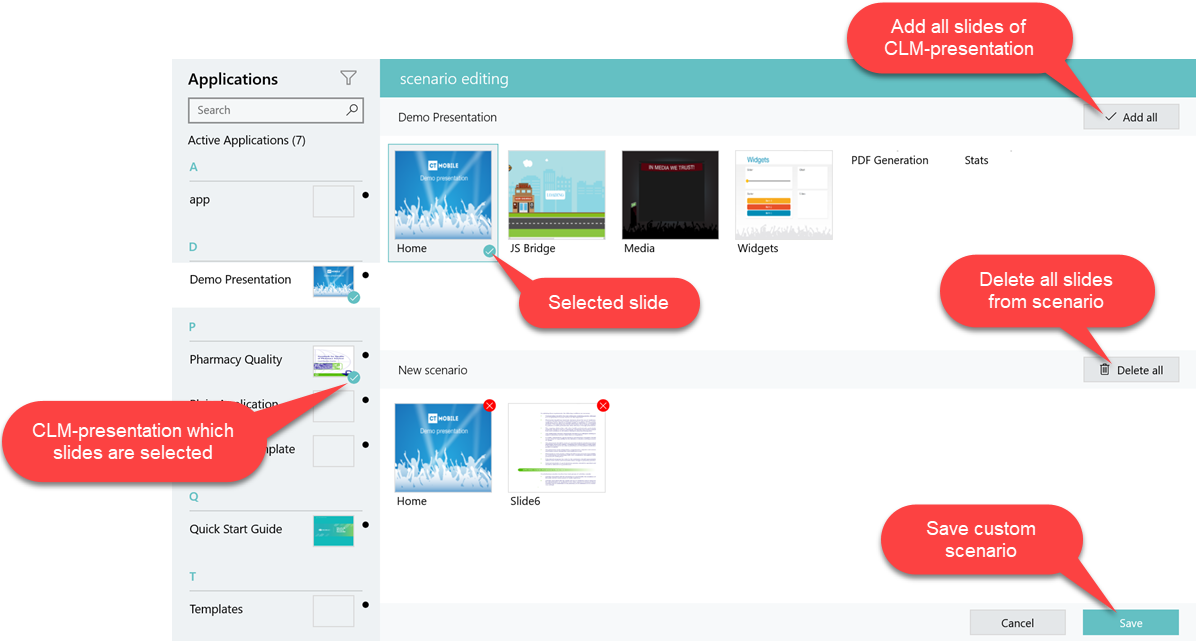 Add all slides of
CLM-presentation
Applications
scenario editing
Search
Demo Presentation
Add all
Active Applications (7)
A
app
CT MOBILE
Demo presentation
IN MEDIA WE TRUST!
Widgets
PDF Generation
Stats
Home
JS Bridge
Media
Widgets
D
Demo Presentation
Selected slide
Delete all slides
from scenario
P
Pharmacy Quality
New scenario
Delete all
CLM-presentation which
slides are selected
CT MOBILE
Demo presentation
Home
Slide6
Q
Quick Start Guide
Save custom
scenario
T
Templates
Cancel
Save